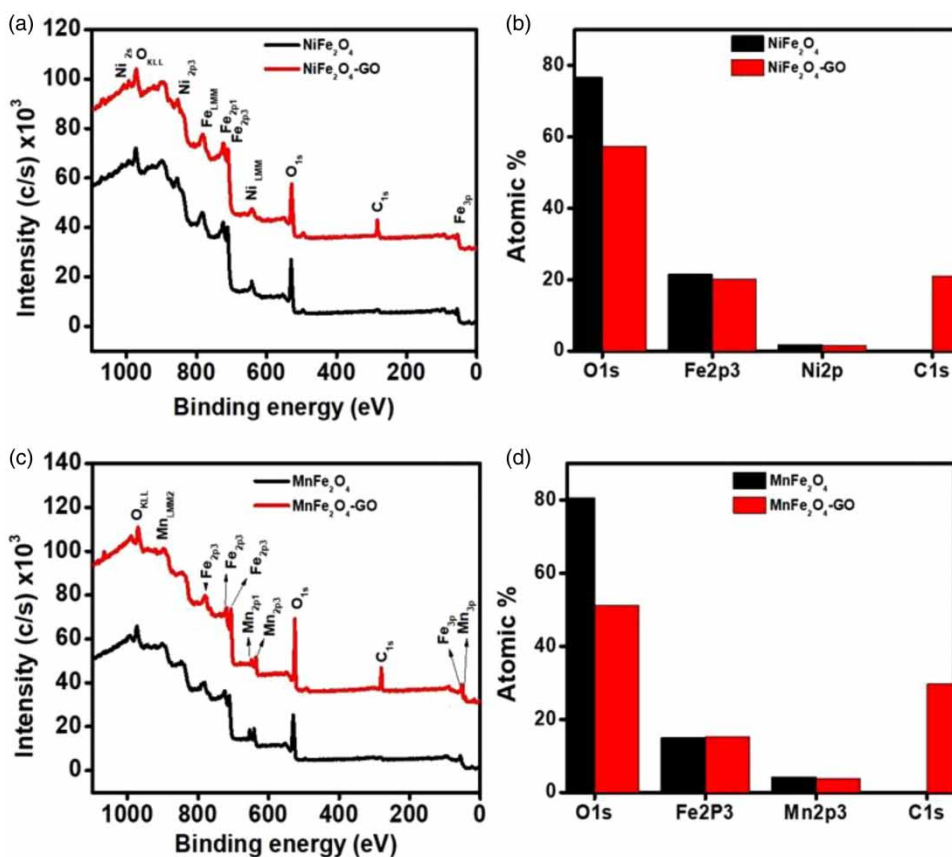 (a)
NiFe2O4
NiFe2O4-GO
Ni2s
OKLL
Ni2p3
FeLMM
Fe2p1
Fe2p3
NiLMM
O1s
C1s
Fe3p
Intensity (c/s) x10^3
120
100
80
60
40
20
0
1000 800 600 400 200 0
Binding energy (eV)
(b)
NiFe2O4
NiFe2O4-GO
Atomic %
80
60
40
20
0
O1s Fe2p3 Ni2p C1s
(c)
MnFe2O4
MnFe2O4-GO
OKLL
MnLMM2
Fe2p3
Fe2p3
Fe2p3
Mn2p1
Mn2p3
O1s
C1s
Fe3p
Mn3p
Intensity (c/s) x10^3
140
120
100
80
60
40
20
0
1000 800 600 400 200 0
Binding energy (eV)
(d)
MnFe2O4
MnFe2O4-GO
Atomic %
80
60
40
20
0
O1s Fe2P3 Mn2p3 C1s